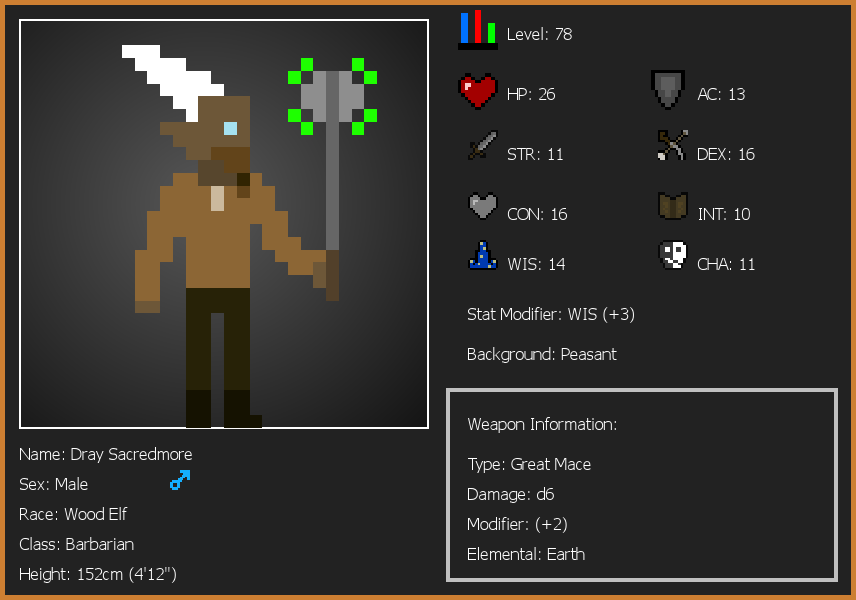 Level: 78
HP: 26
AC: 13
STR: 11
DEX: 16
CON: 16
INT: 10
WIS: 14
CHA: 11
Stat Modifier: WIS (+3)
Background: Peasant
Weapon Information:
Type: Great Mace
Damage: d6
Modifier: (+2)
Elemental: Earth
Name: Dray Sacredmore
Sex: Male
Race: Wood Elf
Class: Barbarian
Height: 152cm (4'12")